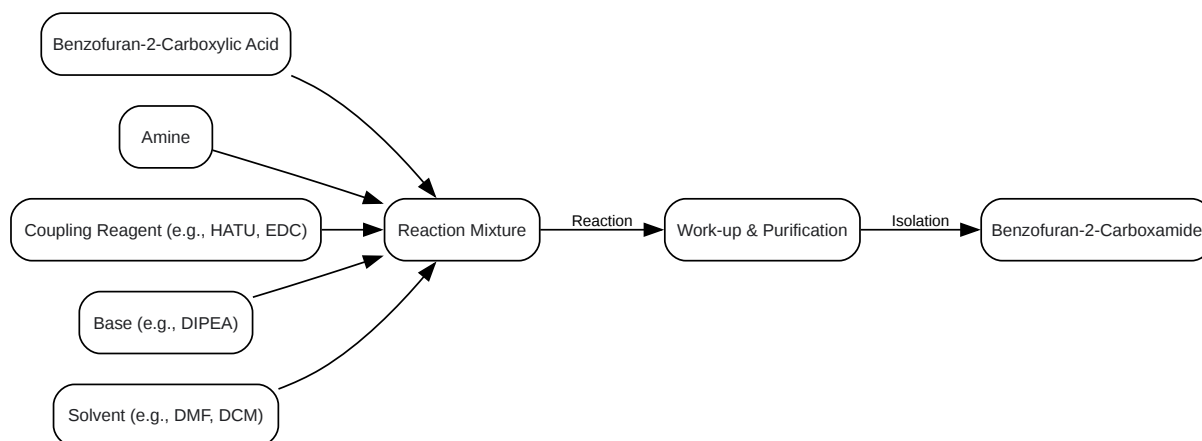 Benzofuran-2-Carboxylic Acid
Amine
Coupling Reagent (e.g., HATU, EDC)
Base (e.g., DIPEA)
Solvent (e.g., DMF, DCM)
Reaction Mixture
Reaction
Work-up & Purification
Isolation
Benzofuran-2-Carboxamide